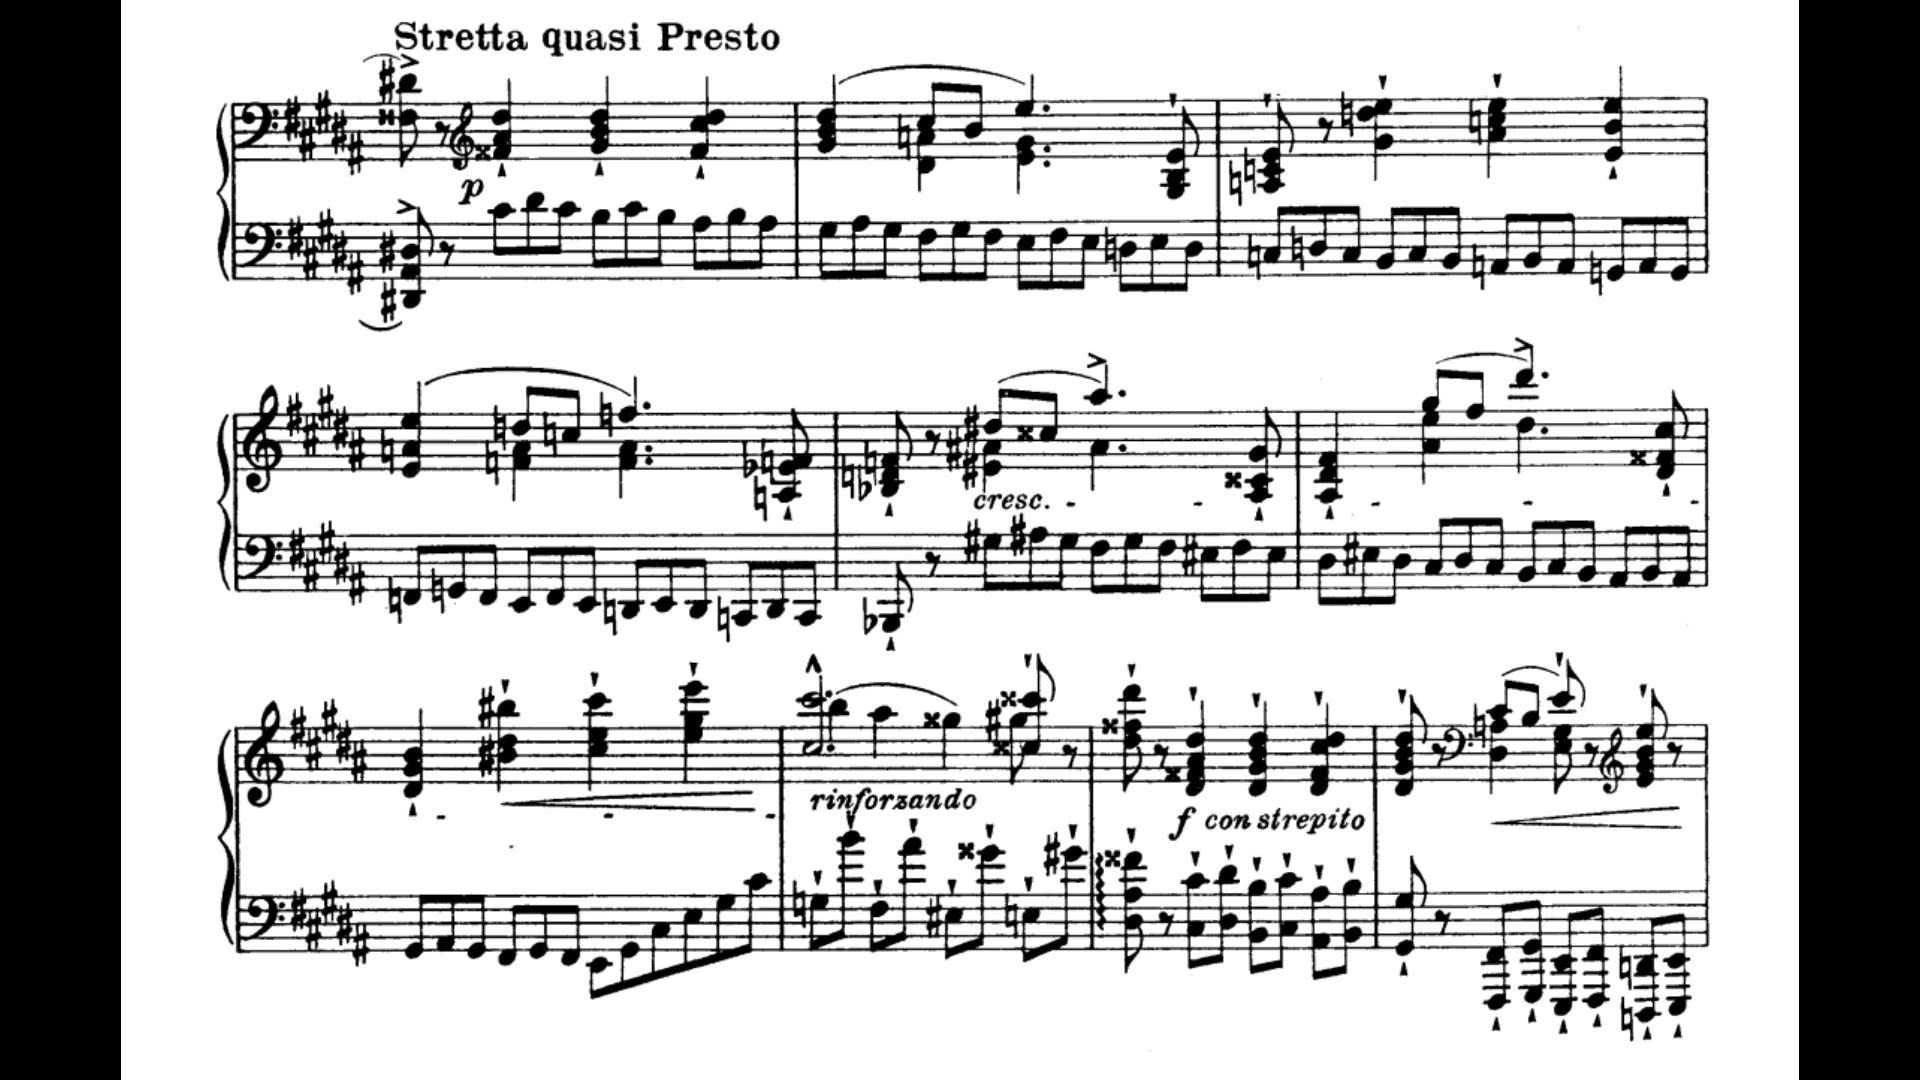 Stretta quasi Presto
p
cresc.
rinforzando
f con strepito